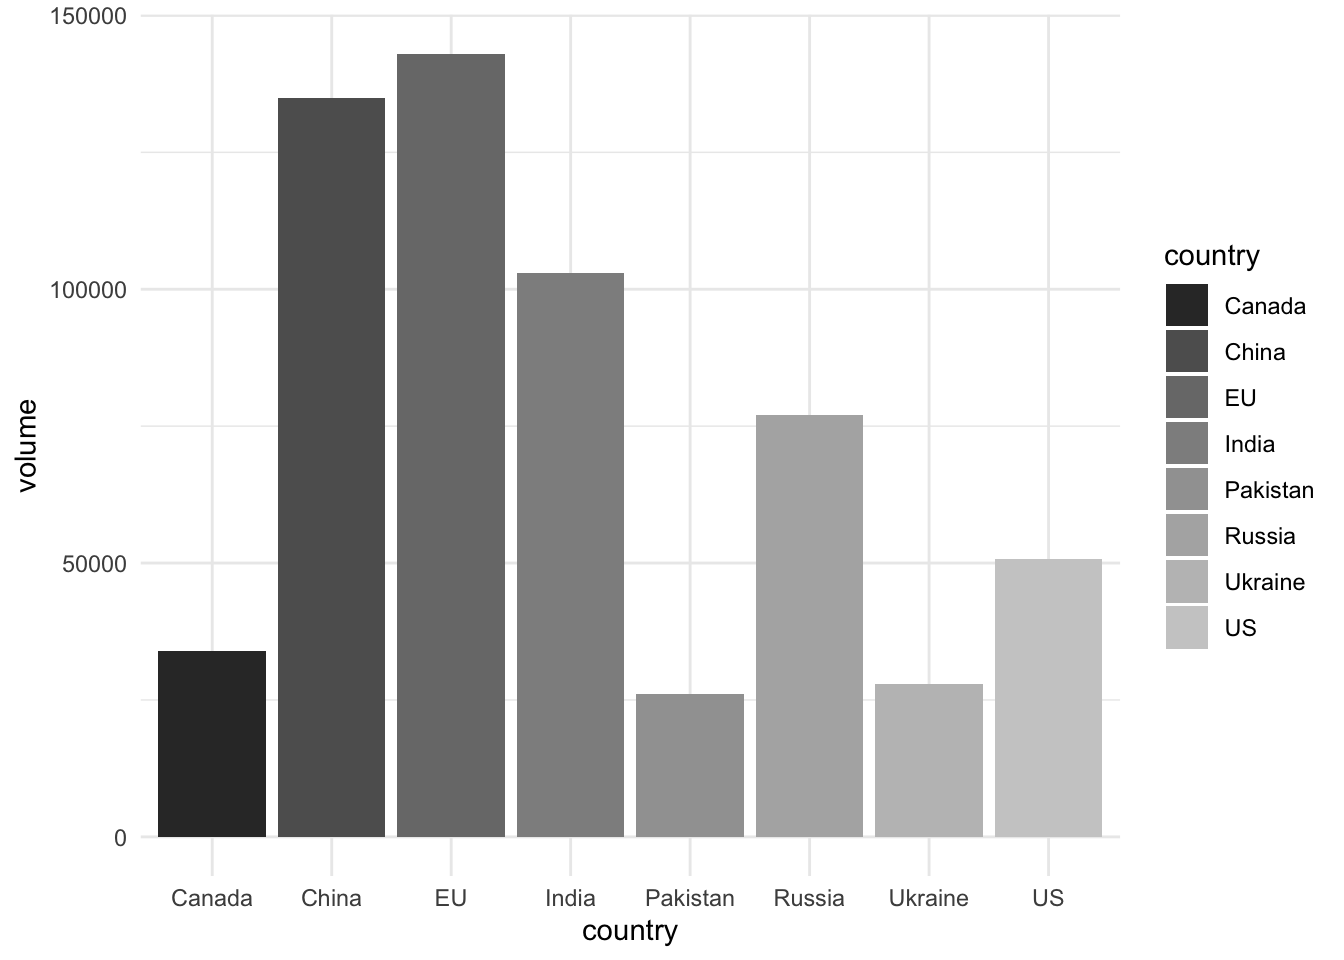 150000
100000
50000
0
volume
Canada China EU India Pakistan Russia Ukraine US
country
country
Canada
China
EU
India
Pakistan
Russia
Ukraine
US